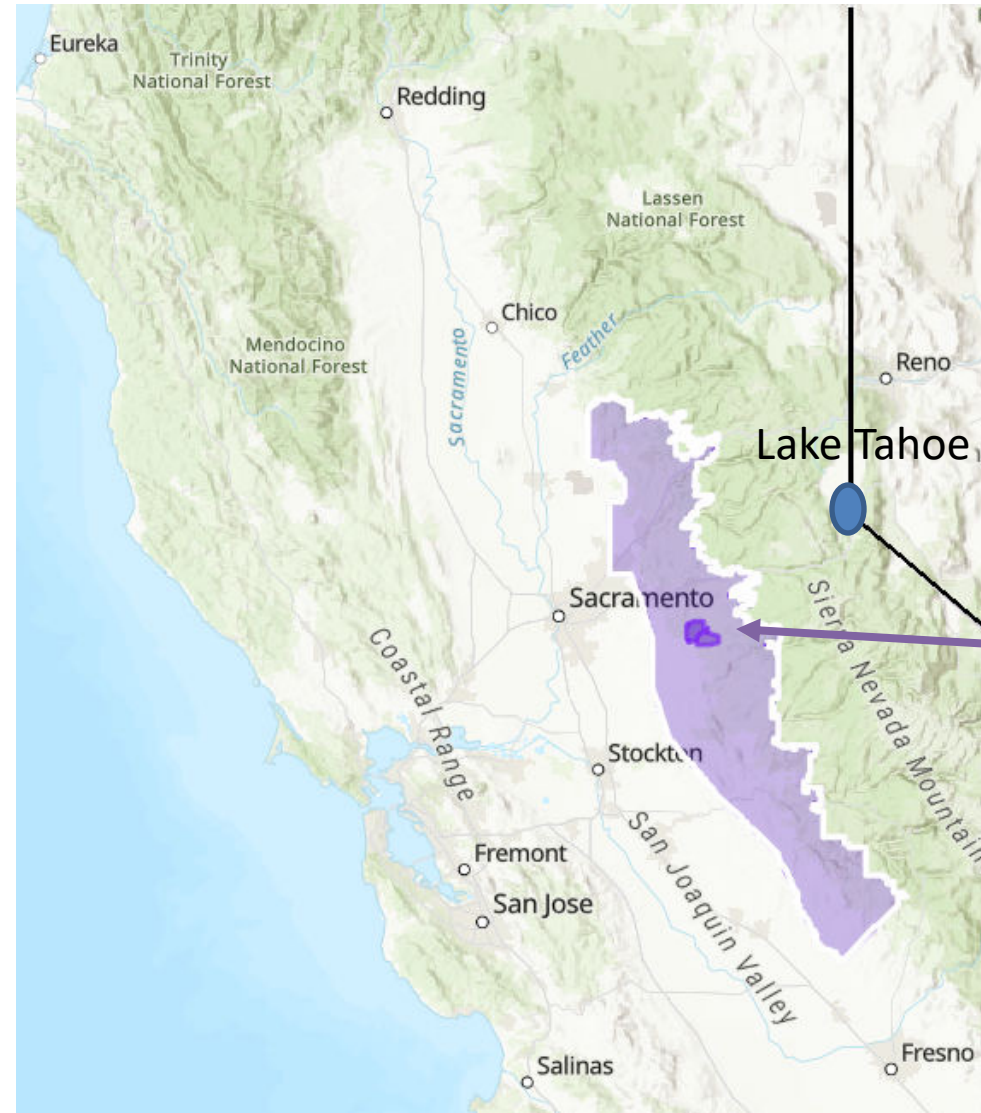 Eureka
Trinity
National Forest
Redding
Lassen
National Forest
Chico
Feather
Mendocino
National Forest
Sacramento
Reno
Lake Tahoe
Sacramento
Sierra Nevada Mountain
Coastal Range
Stockton
San Joaquin Valley
Fremont
San Jose
Salinas
Fresno